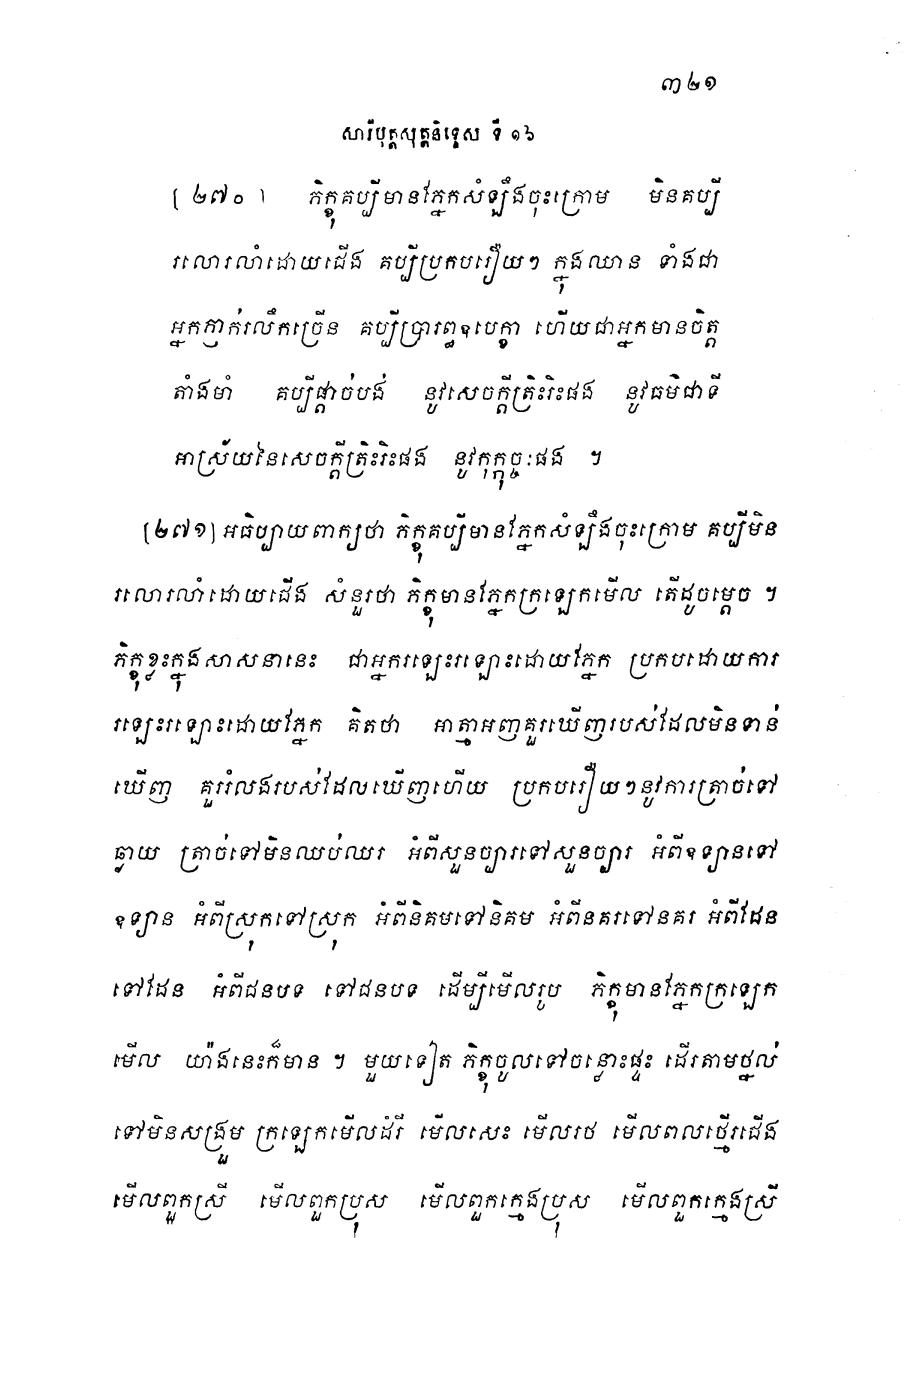 ៣២១
សារីបុត្តសុត្តនិទ្ទេស ទី ១៦
[ ២៧០ ] ភិក្ខុគប្បីមានភ្នែកសំឡឹងចុះក្រោម មិនគប្បី
រលោរលាំដោយជើង គប្បីប្រកបរឿយៗ ក្នុងឈាន ទាំងជា
អ្នកភ្ញាក់រលឹកច្រើន គប្បីប្រារព្ធឧបេក្ខា ហើយជាអ្នកមានចិត្ត
តាំងមាំ គប្បីផ្តាច់បង់ នូវសេចក្តីត្រិះរិះផង នូវធម៌ជាទី
អាស្រ័យនៃសេចក្តីត្រិះរិះផង នូវកុក្កុច្ចៈផង ។
[២៧១] អធិប្បាយពាក្យថា ភិក្ខុគប្បីមានភ្នែកសំឡឹងចុះក្រោម គប្បីមិន
រលោរលាំដោយជើង សំនួរថា ភិក្ខុមានភ្នែកក្រឡេកមើល តើដូចម្តេច ។
ភិក្ខុខ្លះក្នុងសាសនានេះ ជាអ្នករឡេះរឡោះដោយភ្នែក ប្រកបដោយការ
រឡេះរឡោះដោយភ្នែក គិតថា អាត្មាអញគួរឃើញរបស់ដែលមិនទាន់
ឃើញ គួររំលងរបស់ដែលឃើញហើយ ប្រកបរឿយៗនូវការត្រាច់ទៅ
ឆ្ងាយ ត្រាច់ទៅមិនឈប់ឈរ អំពីសួនច្បារទៅសួនច្បារ អំពីឧទ្យានទៅ
ឧទ្យាន អំពីស្រុកទៅស្រុក អំពីនិគមទៅនិគម អំពីនគរទៅនគរ អំពីដែន
ទៅដែន អំពីជនបទ ទៅជនបទ ដើម្បីមើលរូប ភិក្ខុមានភ្នែកក្រឡេក
មើល យ៉ាងនេះក៏មាន ។ មួយទៀត ភិក្ខុចូលទៅចន្លោះផ្ទះ ដើរតាមថ្នល់
ទៅមិនសង្រួម ក្រឡេកមើលដំរី មើលសេះ មើលរថ មើលពលថ្មើរជើង
មើលពួកស្រី មើលពួកប្រុស មើលពួកក្មេងប្រុស មើលពួកក្មេងស្រី